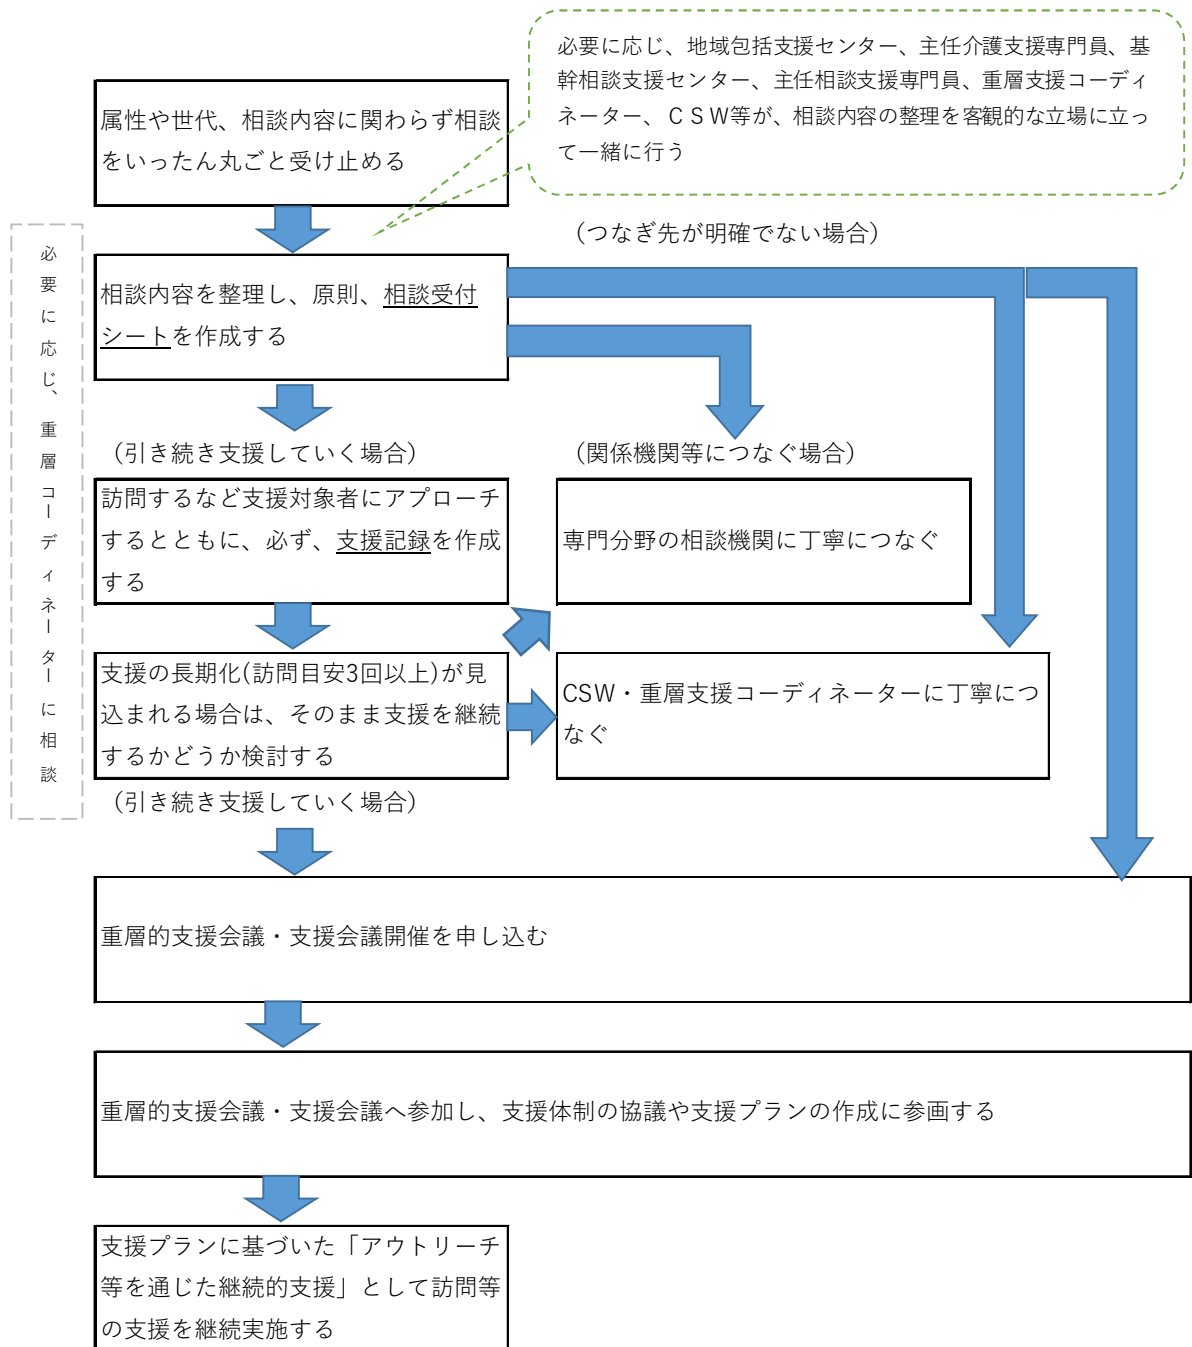 必要に応じ、地域包括支援センター、主任介護支援専門員、基
幹相談支援センター、主任相談支援専門員、重層支援コーディ
ネーター、ＣＳＷ等が、相談内容の整理を客観的な立場に立っ
て一緒に行う
属性や世代、相談内容に関わらず相談
をいったん丸ごと受け止める
（つなぎ先が明確でない場合）
必要に応じ、重層コーディネーターに相談
相談内容を整理し、原則、相談受付
シートを作成する
（引き続き支援していく場合）
（関係機関等につなぐ場合）
訪問するなど支援対象者にアプローチ
するとともに、必ず、支援記録を作成
する
専門分野の相談機関に丁寧につなぐ
支援の長期化(訪問目安3回以上)が見
込まれる場合は、そのまま支援を継続
するかどうか検討する
CSW・重層支援コーディネーターに丁寧につ
なぐ
（引き続き支援していく場合）
重層的支援会議・支援会議開催を申し込む
重層的支援会議・支援会議へ参加し、支援体制の協議や支援プランの作成に参画する
支援プランに基づいた「アウトリーチ
等を通じた継続的支援」として訪問等
の支援を継続実施する